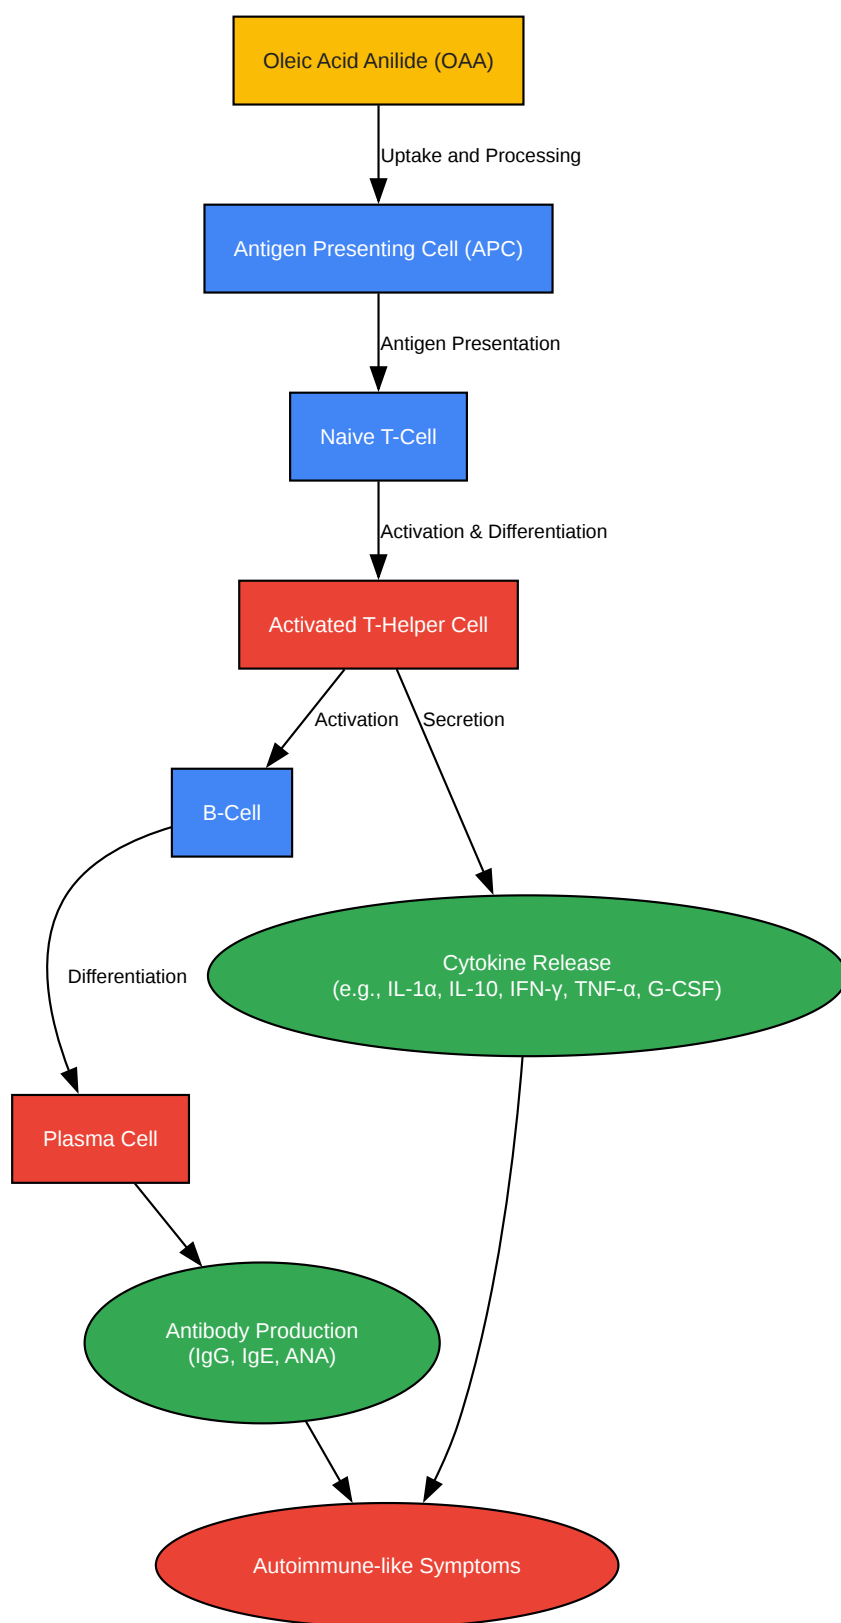 Oleic Acid Anilide (OAA)
Uptake and Processing
Antigen Presenting Cell (APC)
Antigen Presentation
Naive T-Cell
Activation & Differentiation
Activated T-Helper Cell
Activation
Secretion
B-Cell
Cytokine Release
(e.g., IL-1α, IL-10, IFN-γ, TNF-α, G-CSF)
Differentiation
Plasma Cell
Antibody Production
(IgG, IgE, ANA)
Autoimmune-like Symptoms